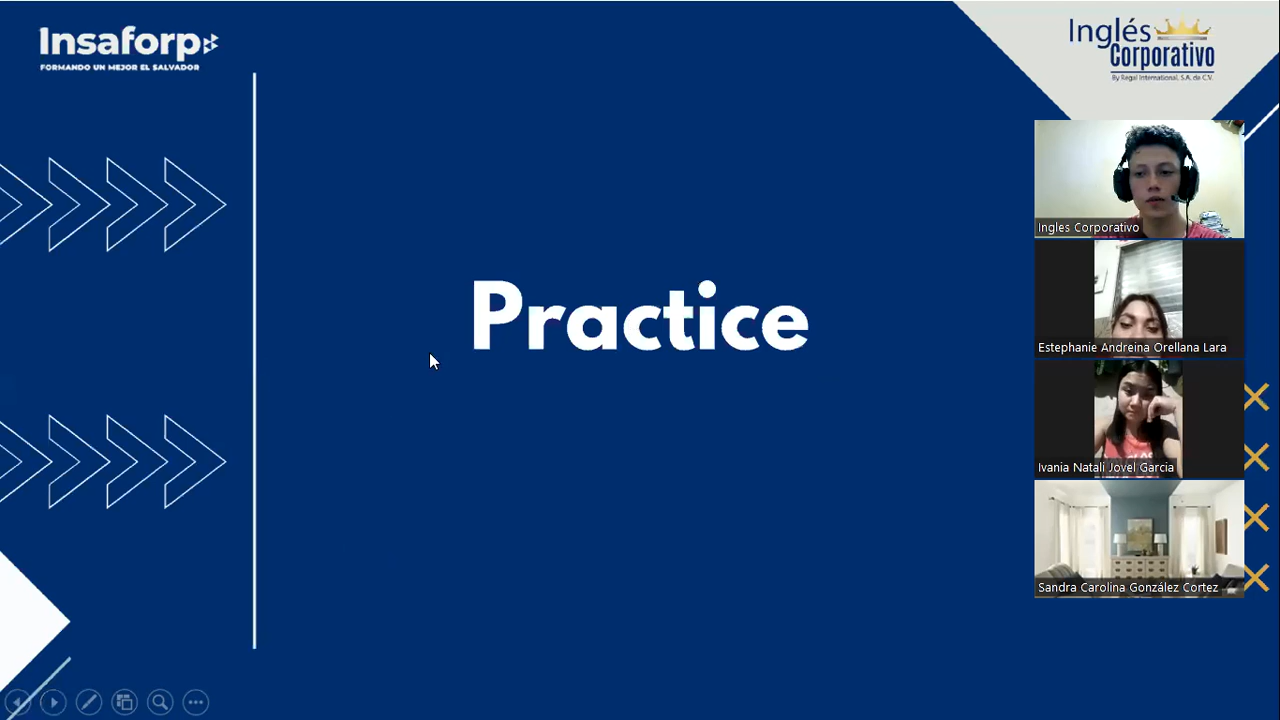 Insaforp
FORMANDO UN MEJOR EL SALVADOR
Inglés
Corporativo
By Regal International, S.A. de C.V.
Practice
Ingles Corporativo
Estephanie Andreina Orellana Lara
Ivania Natali Jovel Garcia
Sandra Carolina González Cortez